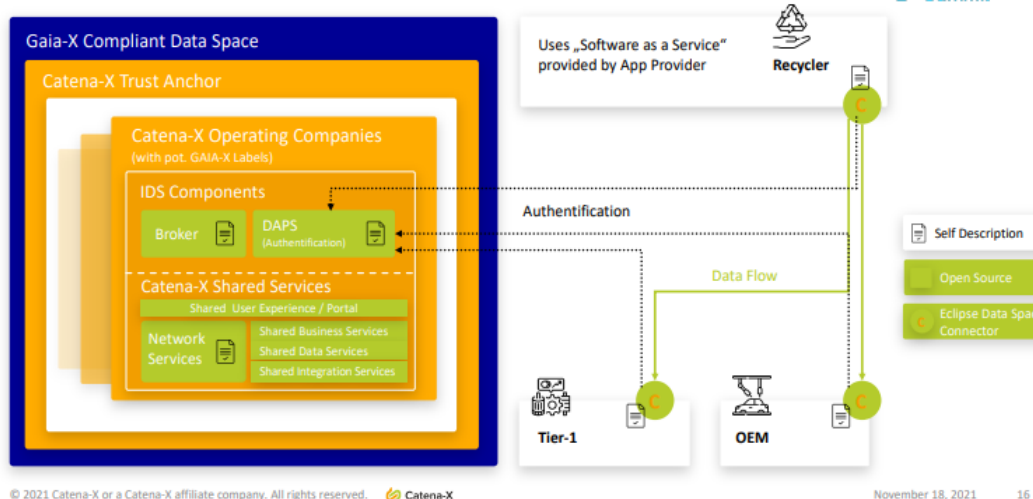 Summit
Gaia-X Compliant Data Space
Catena-X Trust Anchor
Catena-X Operating Companies
(with pot. GAIA-X Labels)
IDS Components
Broker
DAPS
(Authentification)
Catena-X Shared Services
Shared User Experience / Portal
Network
Services
Shared Business Services
Shared Data Services
Shared Integration Services
Uses „Software as a Service“
provided by App Provider
Recycler
C
Authentification
Data Flow
Self Description
Open Source
C
Eclipse Data Spac
Connector
C
Tier-1
C
OEM
© 2021 Catena-X or a Catena-X affiliate company. All rights reserved.
Catena-X
November 18, 2021
16